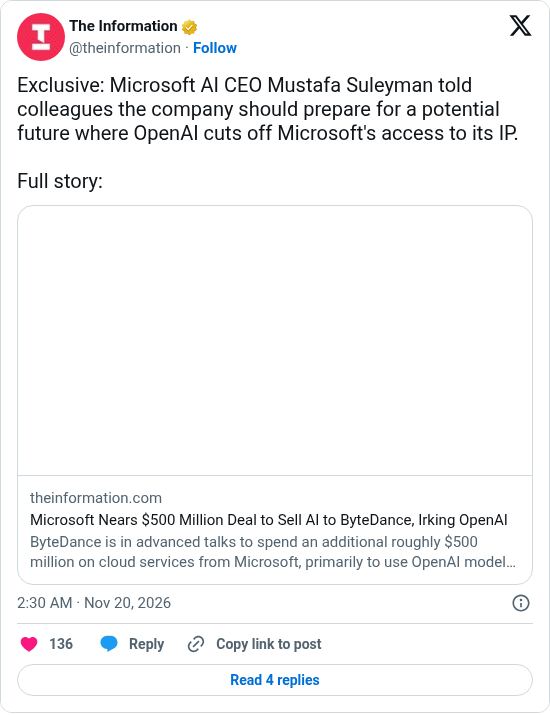 The Information
@theinformation · Follow
Exclusive: Microsoft AI CEO Mustafa Suleyman told
colleagues the company should prepare for a potential
future where OpenAI cuts off Microsoft's access to its IP.
Full story:
theinformation.com
Microsoft Nears $500 Million Deal to Sell AI to ByteDance, Irking OpenAI
ByteDance is in advanced talks to spend an additional roughly $500
million on cloud services from Microsoft, primarily to use OpenAI model…
2:30 AM · Nov 20, 2026
136 Reply Copy link to post
Read 4 replies